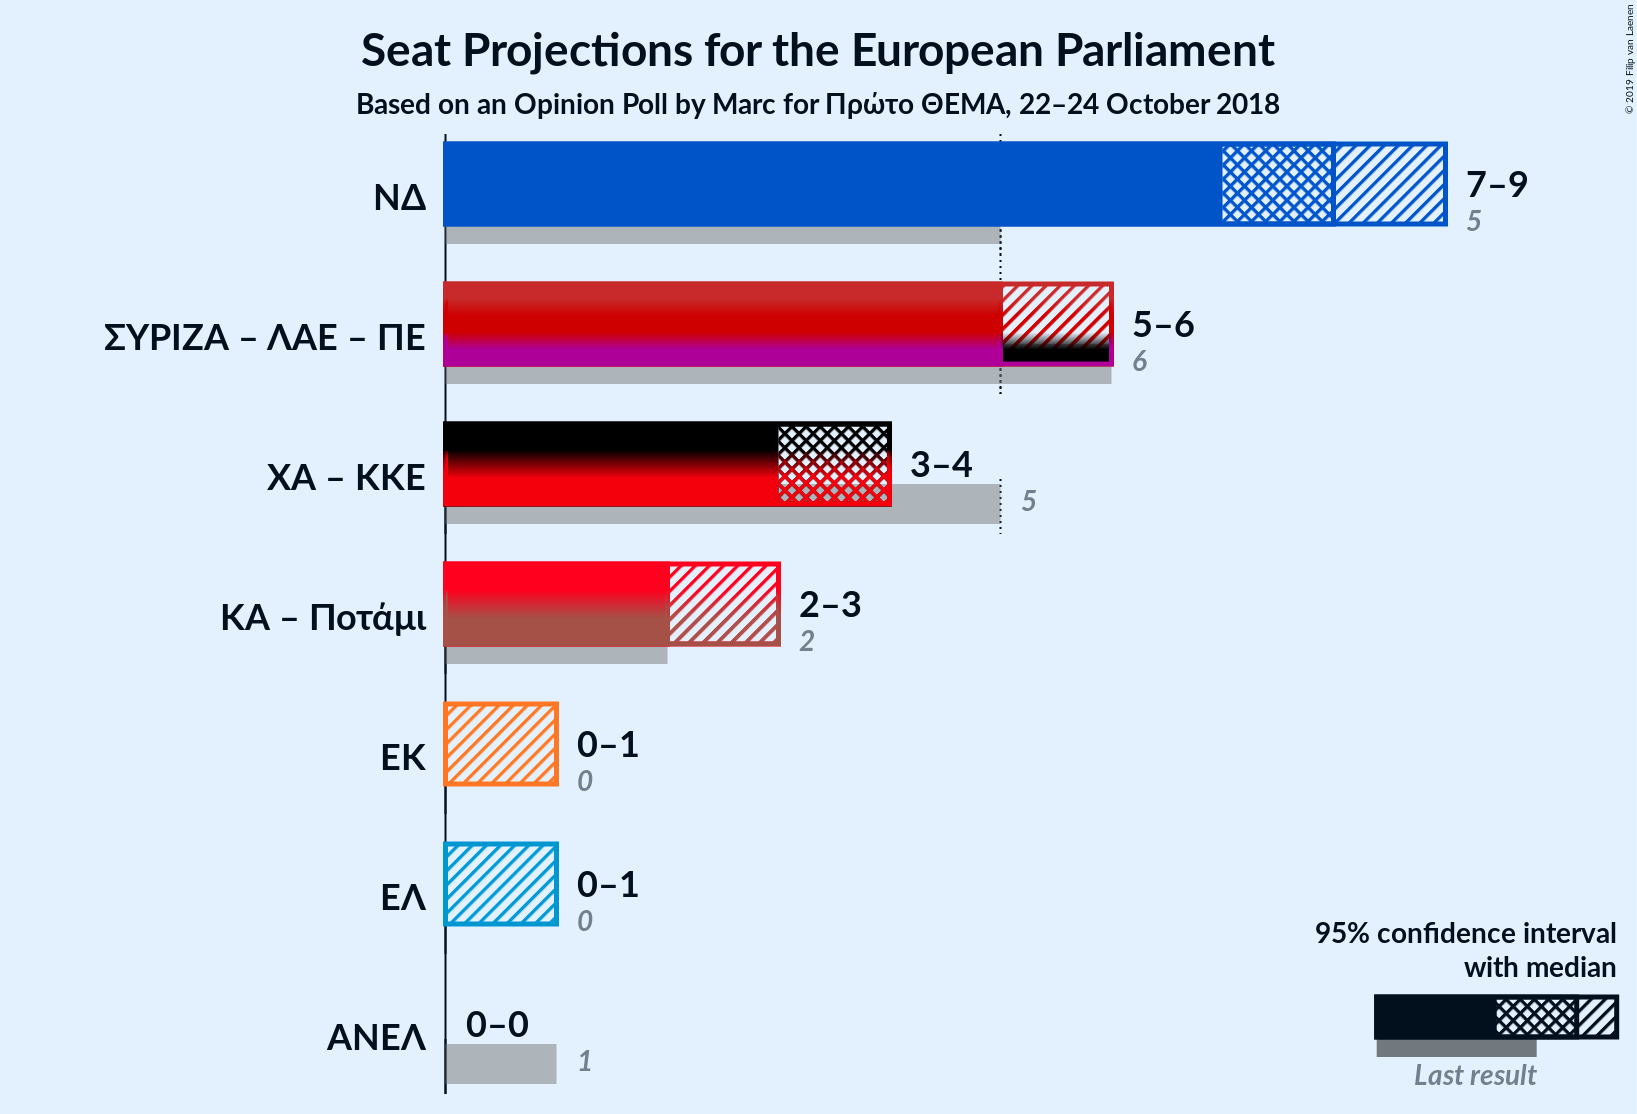 Seat Projections for the European Parliament
Based on an Opinion Poll by Marc for Πρώτο ΘΕΜΑ, 22–24 October 2018
© 2019 Filip van Laenen
ΝΔ
7–9
5
ΣΥΡΙΖΑ – ΛΑΕ – ΠΕ
5–6
6
ΧΑ – ΚΚΕ
3–4
5
ΚΑ – Ποτάμι
2–3
2
ΕΚ
0–1
0
ΕΛ
0–1
0
ΑΝΕΛ
0–0
1
95% confidence interval
with median
Last result